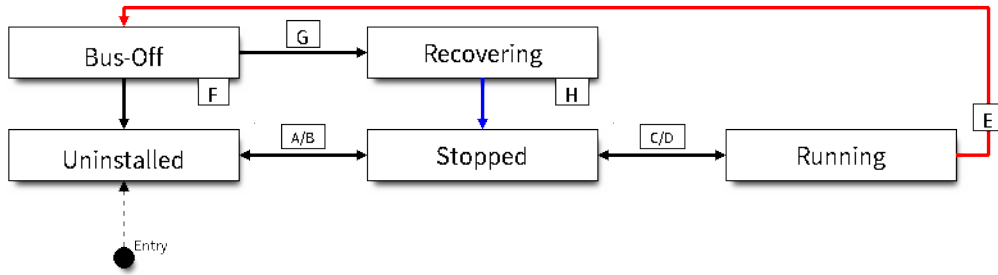 Bus-Off
G
Recovering
F
H
E
Uninstalled
A/B
Stopped
C/D
Running
Entry